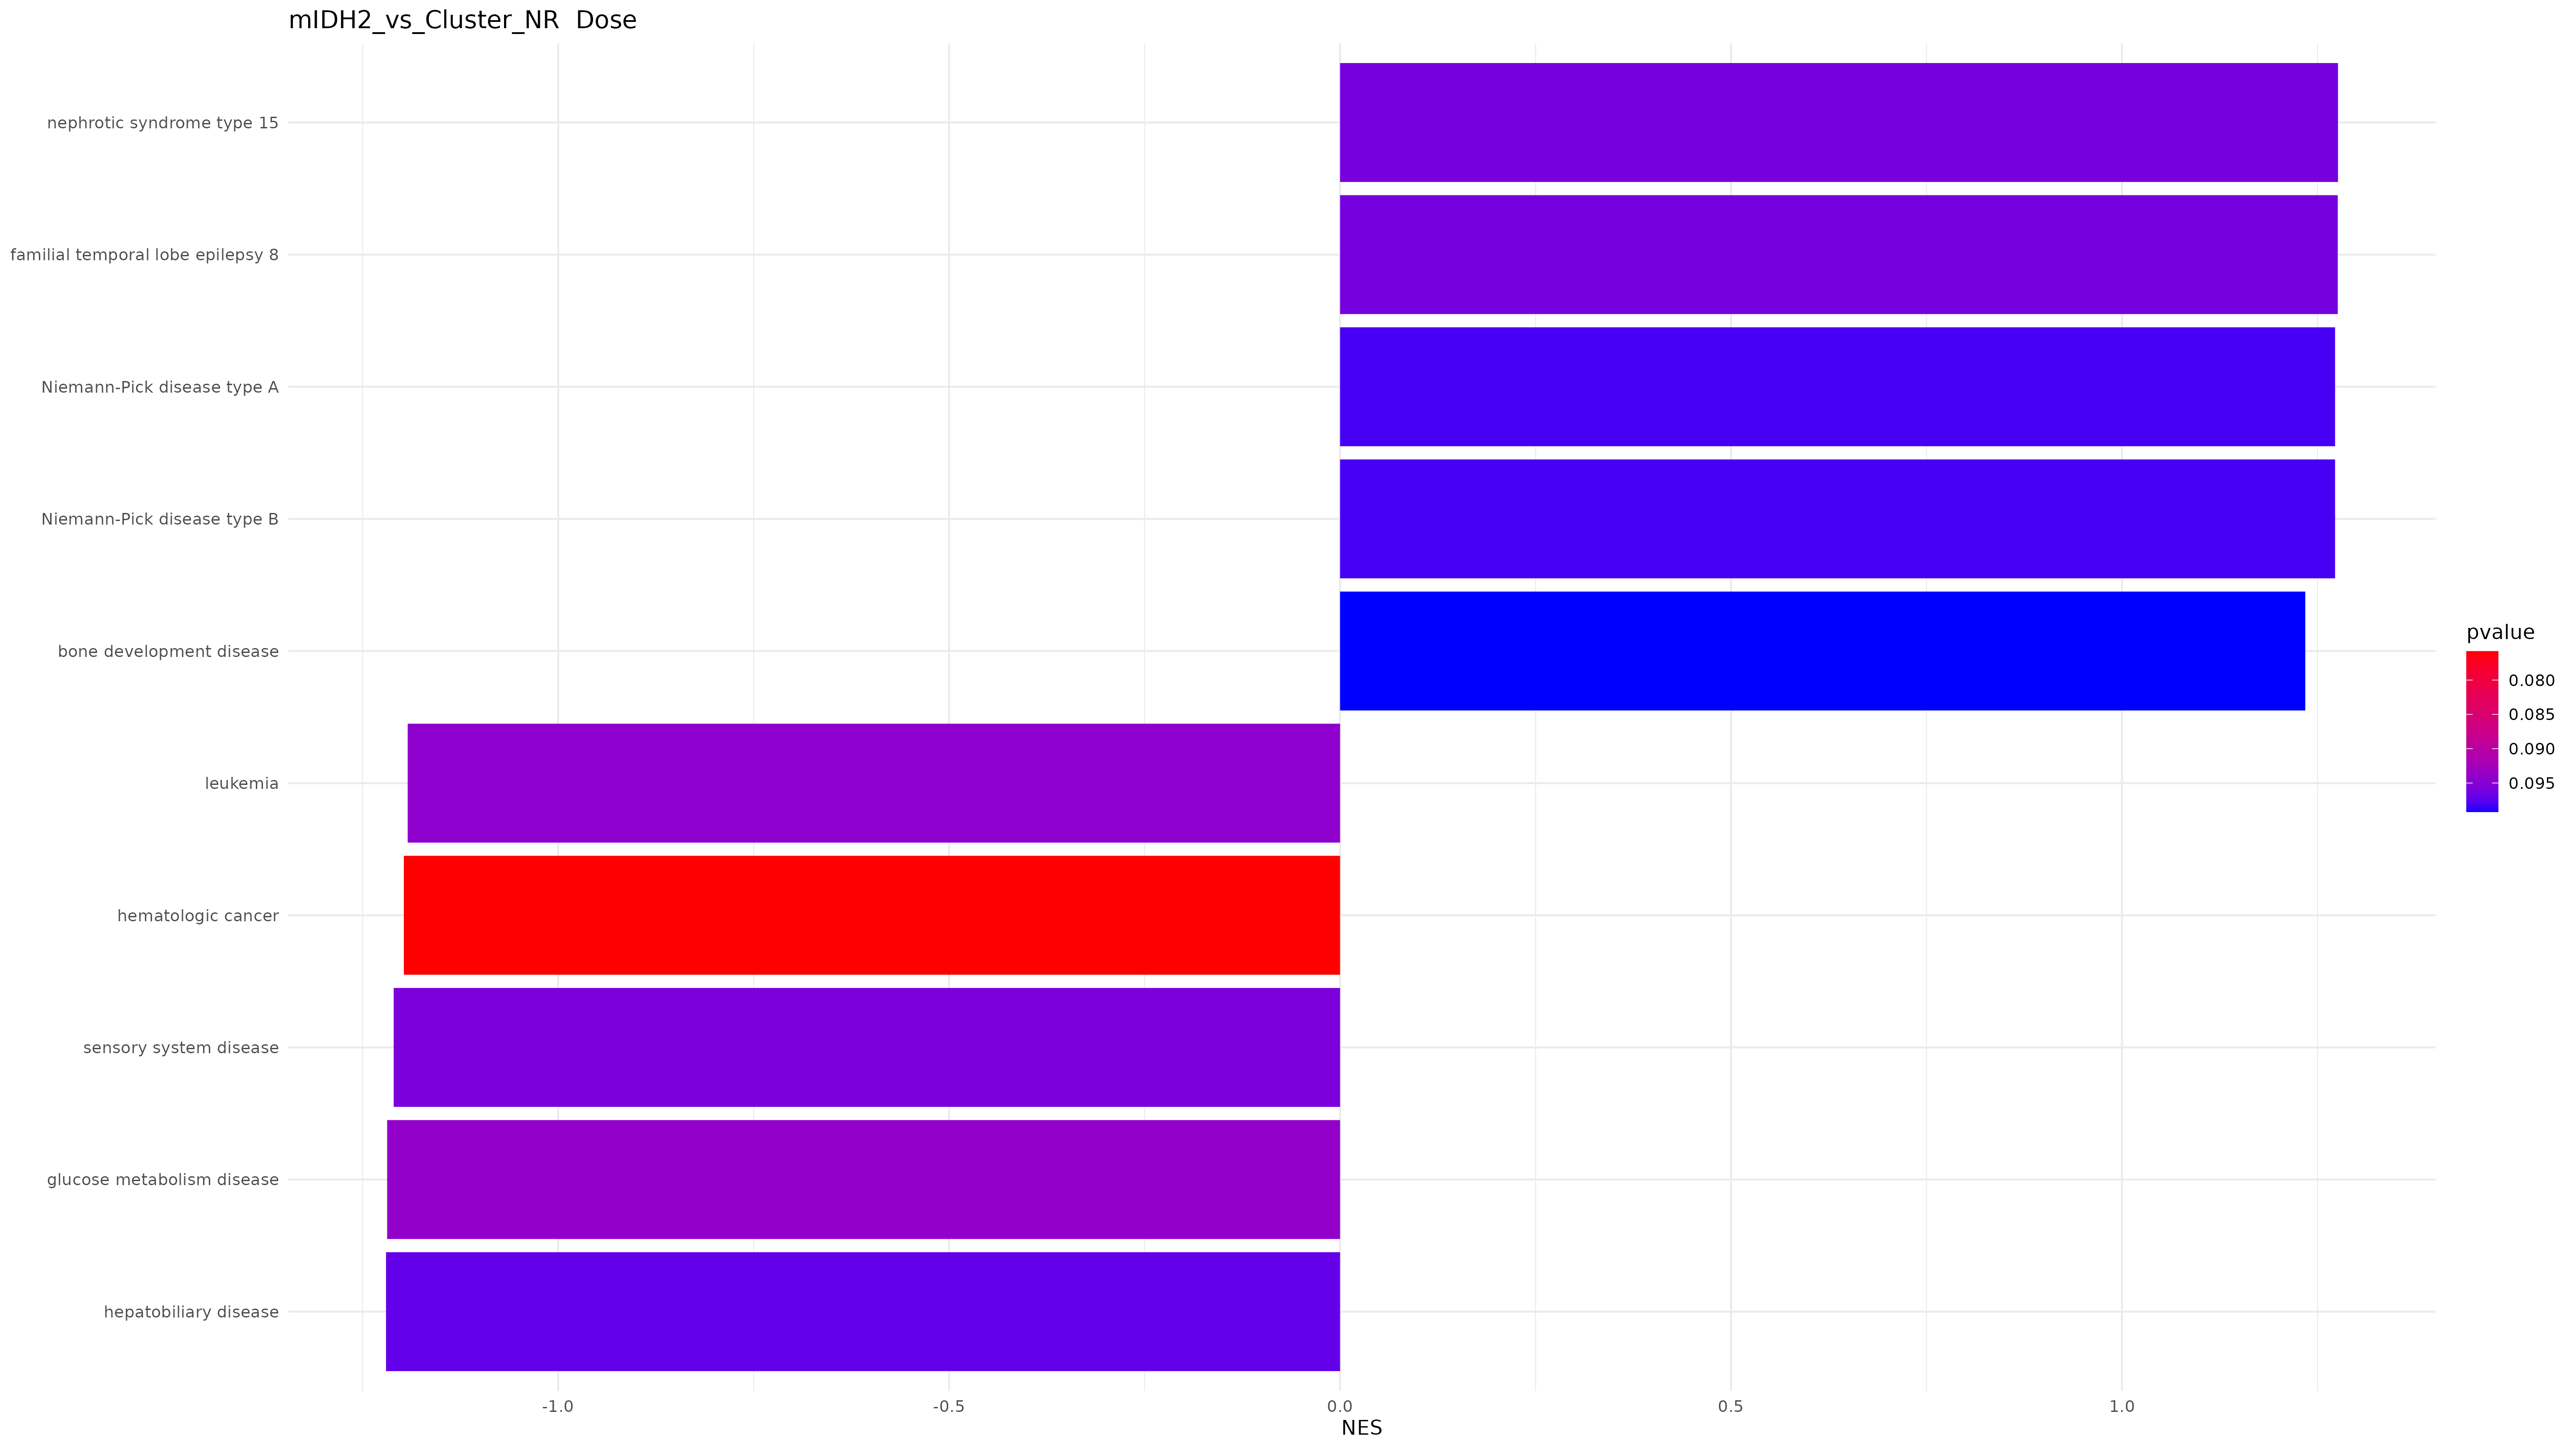 mIDH2_vs_Cluster_NR  Dose
nephrotic syndrome type 15
familial temporal lobe epilepsy 8
Niemann-Pick disease type A
Niemann-Pick disease type B
bone development disease
leukemia
hematologic cancer
sensory system disease
glucose metabolism disease
hepatobiliary disease
-1.0
-0.5
0.0
0.5
1.0
NES
pvalue
0.080
0.085
0.090
0.095